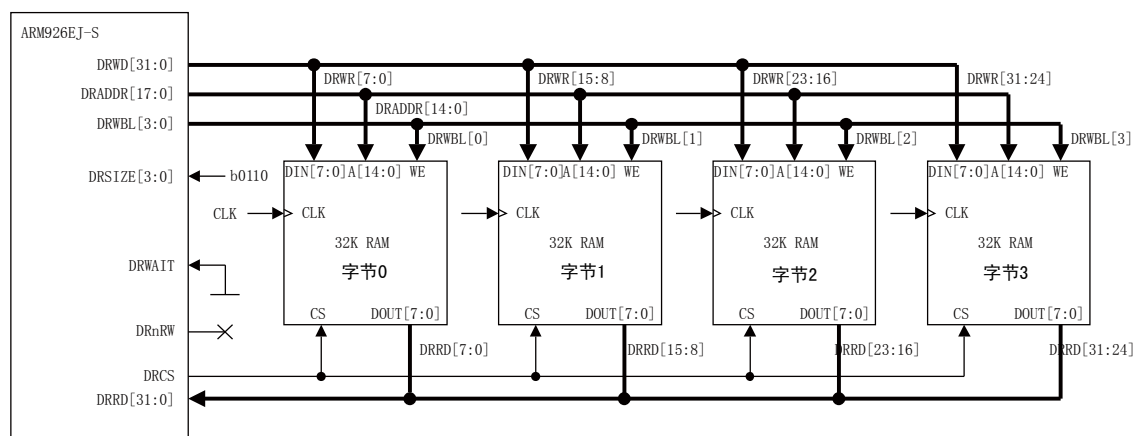 ARM926EJ-S
DRWD[31:0]
DRWR[7:0]
DRWR[15:8]
DRWR[23:16]
DRWR[31:24]
DRADDR[17:0]
DRADDR[14:0]
DRWBL[3:0]
DRWBL[0]
DRWBL[1]
DRWBL[2]
DRWBL[3]
DIN[7:0] A[14:0] WE
DIN[7:0] A[14:0] WE
DIN[7:0] A[14:0] WE
DIN[7:0] A[14:0] WE
DRSIZE[3:0]
b0110
CLK
CLK
CLK
CLK
CLK
32K RAM
32K RAM
32K RAM
32K RAM
DRWAIT
字节0
字节1
字节2
字节3
CS
DOUT[7:0]
CS
DOUT[7:0]
CS
DOUT[7:0]
CS
DOUT[7:0]
DRnRW
DRRD[7:0]
DRRD[15:8]
DRRD[23:16]
DRRD[31:24]
DRCS
DRRD[31:0]